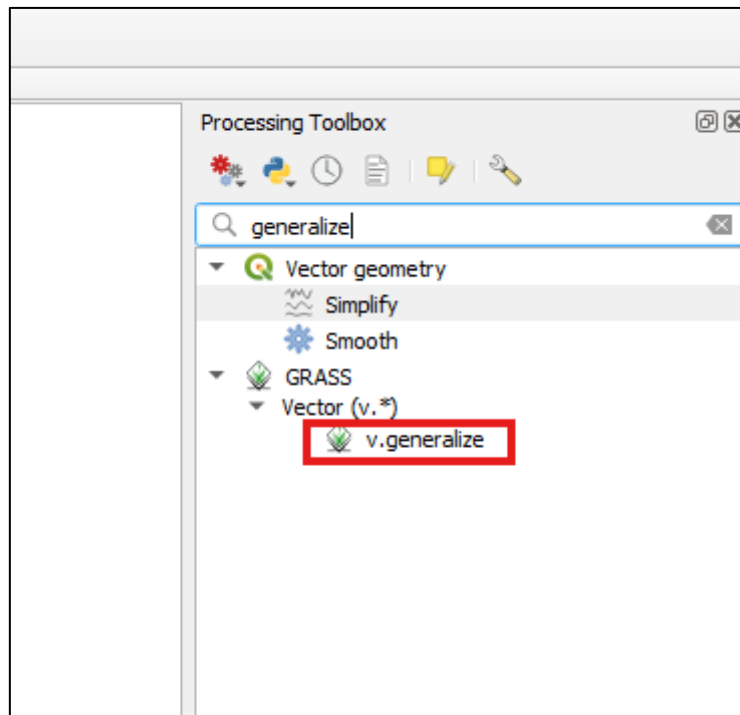 Processing Toolbox
generalize
Vector geometry
Simplify
Smooth
GRASS
Vector (v.*)
v.generalize